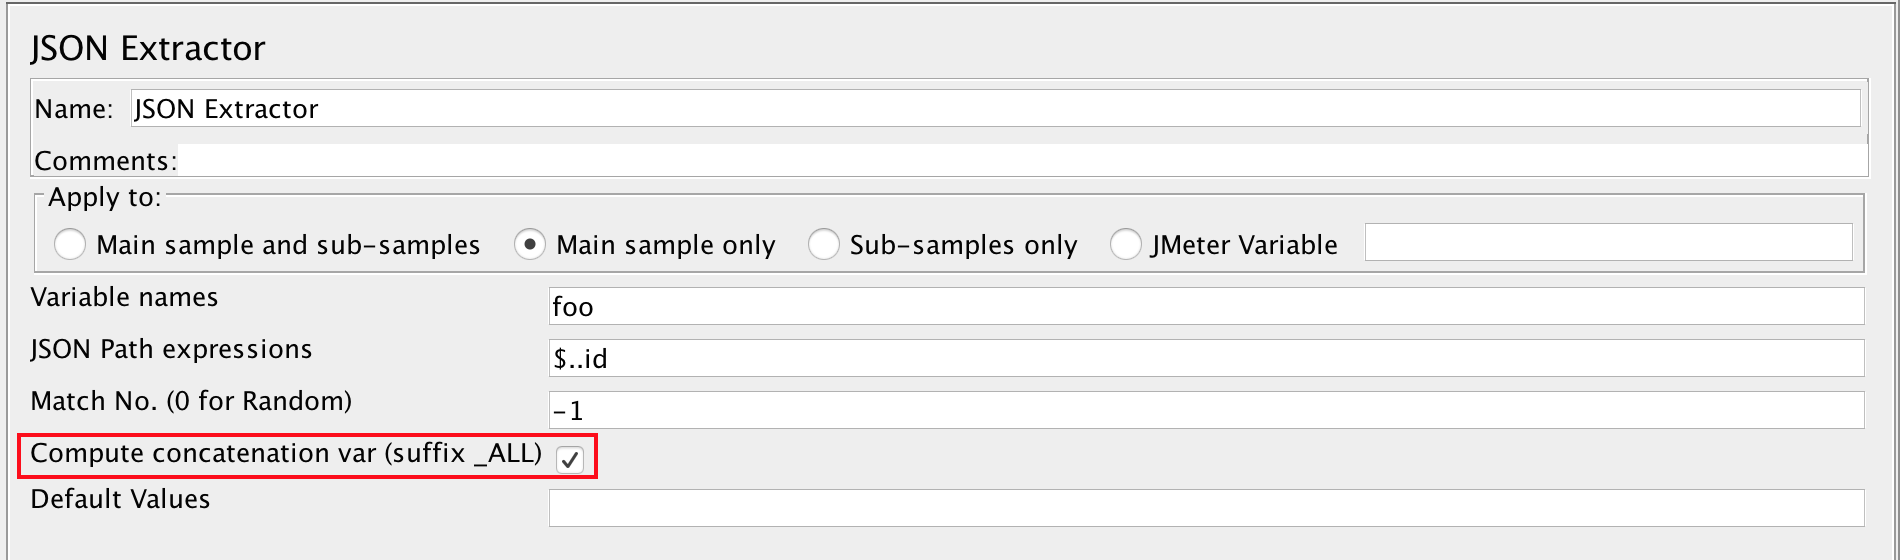 JSON Extractor
Name: JSON Extractor
Comments:
Apply to:
Main sample and sub-samples Main sample only Sub-samples only JMeter Variable
Variable names foo
JSON Path expressions $..id
Match No. (0 for Random) -1
Compute concatenation var (suffix _ALL)
Default Values